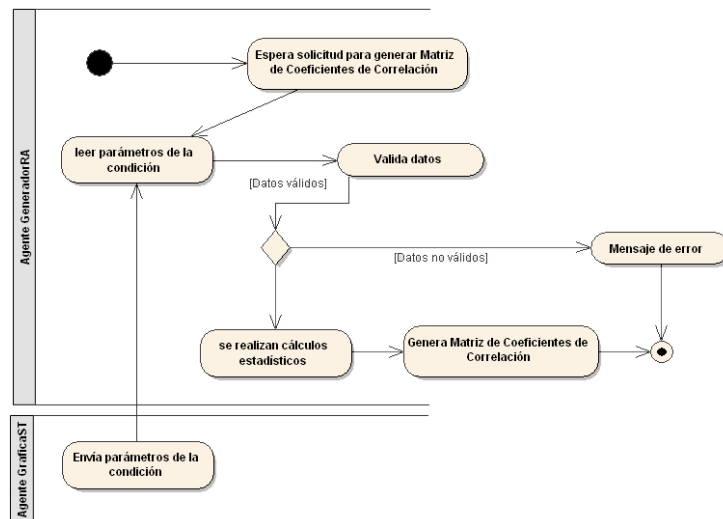 Agente GeneradorRA
Espera solicitud para generar Matriz
de Coeficientes de Correlación
leer parámetros de la
condición
Valida datos
[Datos válidos]
[Datos no válidos]
Mensaje de error
se realizan cálculos
estadísticos
Genera Matriz de Coeficientes de
Correlación
Agente GraficaST
Envía parámetros de la
condición